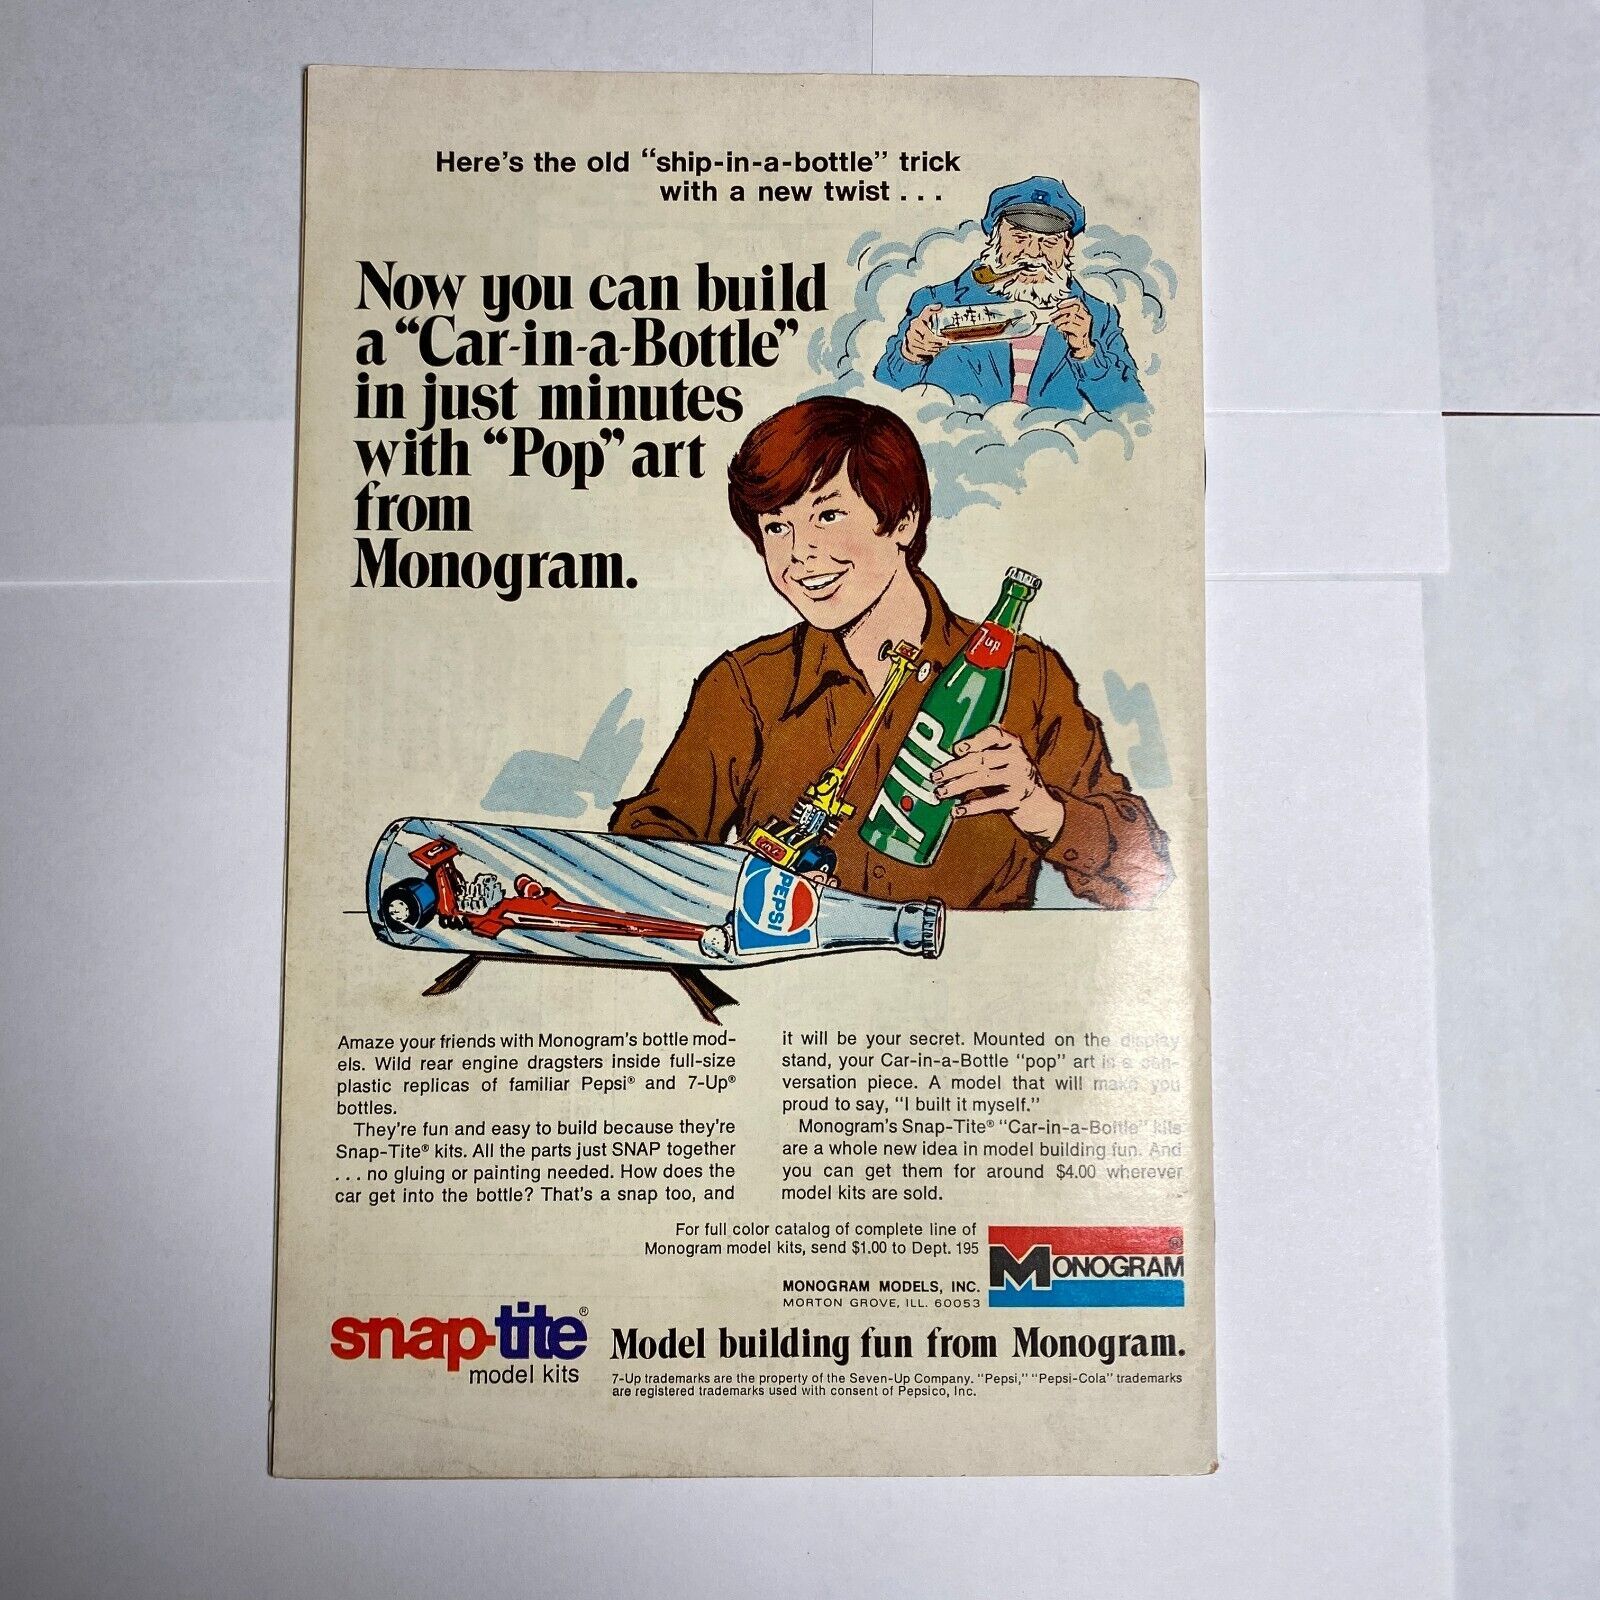 Here's the old "ship-in-a-bottle" trick
with a new twist . . .
Now you can build
a "Car-in-a-Bottle"
in just minutes
with "Pop" art
from
Monogram.
7up
7·UP
PEPSI
Amaze your friends with Monogram's bottle mod-
els. Wild rear engine dragsters inside full-size
plastic replicas of familiar Pepsi® and 7-Up®
bottles.
They're fun and easy to build because they're
Snap-Tite® kits. All the parts just SNAP together
. . . no gluing or painting needed. How does the
car get into the bottle? That's a snap too, and
it will be your secret. Mounted on the display
stand, your Car-in-a-Bottle "pop" art is a con-
versation piece. A model that will make you
proud to say, "I built it myself."
Monogram's Snap-Tite® "Car-in-a-Bottle" kits
are a whole new idea in model building fun. And
you can get them for around $4.00 wherever
model kits are sold.
For full color catalog of complete line of
Monogram model kits, send $1.00 to Dept. 195
MONOGRAM MODELS, INC.
MORTON GROVE, ILL. 60053
MONOGRAM®
snap-tite®
model kits
Model building fun from Monogram.
7-Up trademarks are the property of the Seven-Up Company. "Pepsi," "Pepsi-Cola" trademarks
are registered trademarks used with consent of Pepsico, Inc.